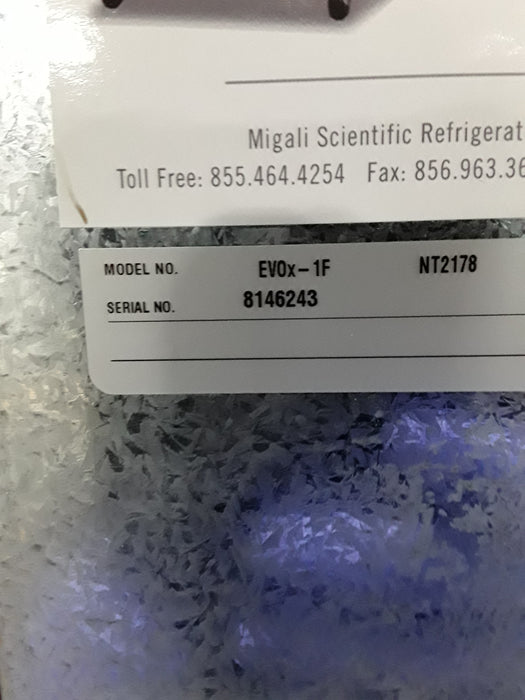 Migali Scientific Refrigerat
Toll Free: 855.464.4254 Fax: 856.963.36
MODEL NO. EVOx-1F NT2178
SERIAL NO. 8146243